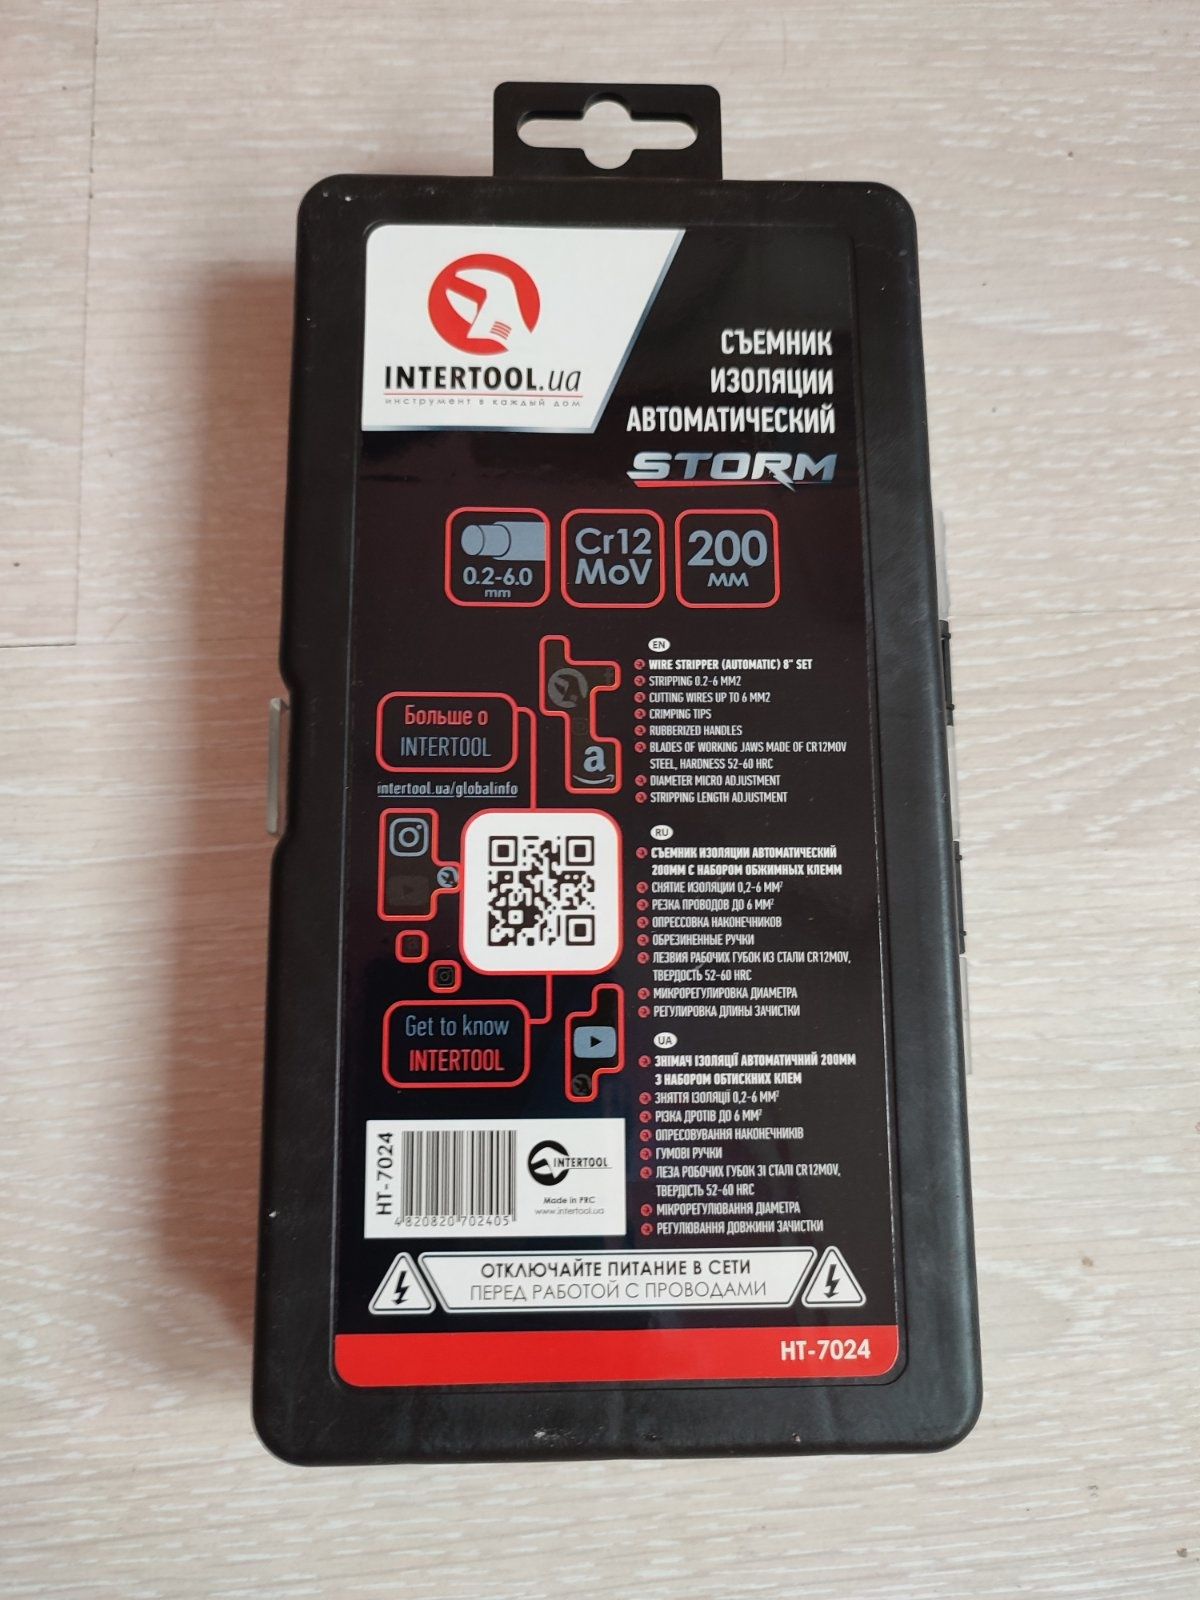 INTERTOOL.ua
инструмент в каждый дом
СЪЕМНИК
ИЗОЛЯЦИИ
АВТОМАТИЧЕСКИЙ
STORM
0.2-6.0
mm
Cr12
MoV
200
мм
EN
WIRE STRIPPER (AUTOMATIC) 8" SET
STRIPPING 0.2-6 MM2
CUTTING WIRES UP TO 6 MM2
CRIMPING TIPS
RUBBERIZED HANDLES
BLADES OF WORKING JAWS MADE OF CR12MOV
STEEL, HARDNESS 52-60 HRC
DIAMETER MICRO ADJUSTMENT
STRIPPING LENGTH ADJUSTMENT
Больше о
INTERTOOL
intertool.ua/globalinfo
a
RU
СЪЕМНИК ИЗОЛЯЦИИ АВТОМАТИЧЕСКИЙ
200ММ С НАБОРОМ ОБЖИМНЫХ КЛЕММ
СНЯТИЕ ИЗОЛЯЦИИ 0,2-6 ММ²
РЕЗКА ПРОВОДОВ ДО 6 ММ²
ОПРЕССОВКА НАКОНЕЧНИКОВ
ОБРЕЗИНЕННЫЕ РУЧКИ
ЛЕЗВИЯ РАБОЧИХ ГУБОК ИЗ СТАЛИ CR12MOV,
ТВЕРДОСТЬ 52-60 HRC
МИКРОРЕГУЛИРОВКА ДИАМЕТРА
РЕГУЛИРОВКА ДЛИНЫ ЗАЧИСТКИ
Get to know
INTERTOOL
UA
ЗНІМАЧ ІЗОЛЯЦІЇ АВТОМАТИЧНИЙ 200ММ
З НАБОРОМ ОБТИСКНИХ КЛЕМ
ЗНЯТТЯ ІЗОЛЯЦІЇ 0,2-6 ММ²
РІЗКА ДРОТІВ ДО 6 ММ²
ОПРЕСОВУВАННЯ НАКОНЕЧНИКІВ
ГУМОВІ РУЧКИ
ЛЕЗА РОБОЧИХ ГУБОК ЗІ СТАЛІ CR12MOV,
ТВЕРДІСТЬ 52-60 HRC
МІКРОРЕГУЛЮВАННЯ ДІАМЕТРА
РЕГУЛЮВАННЯ ДОВЖИНИ ЗАЧИСТКИ
HT-7024
4 820820 702405
INTERTOOL
Made in PRC
www.intertool.ua
ОТКЛЮЧАЙТЕ ПИТАНИЕ В СЕТИ
ПЕРЕД РАБОТОЙ С ПРОВОДАМИ
HT-7024